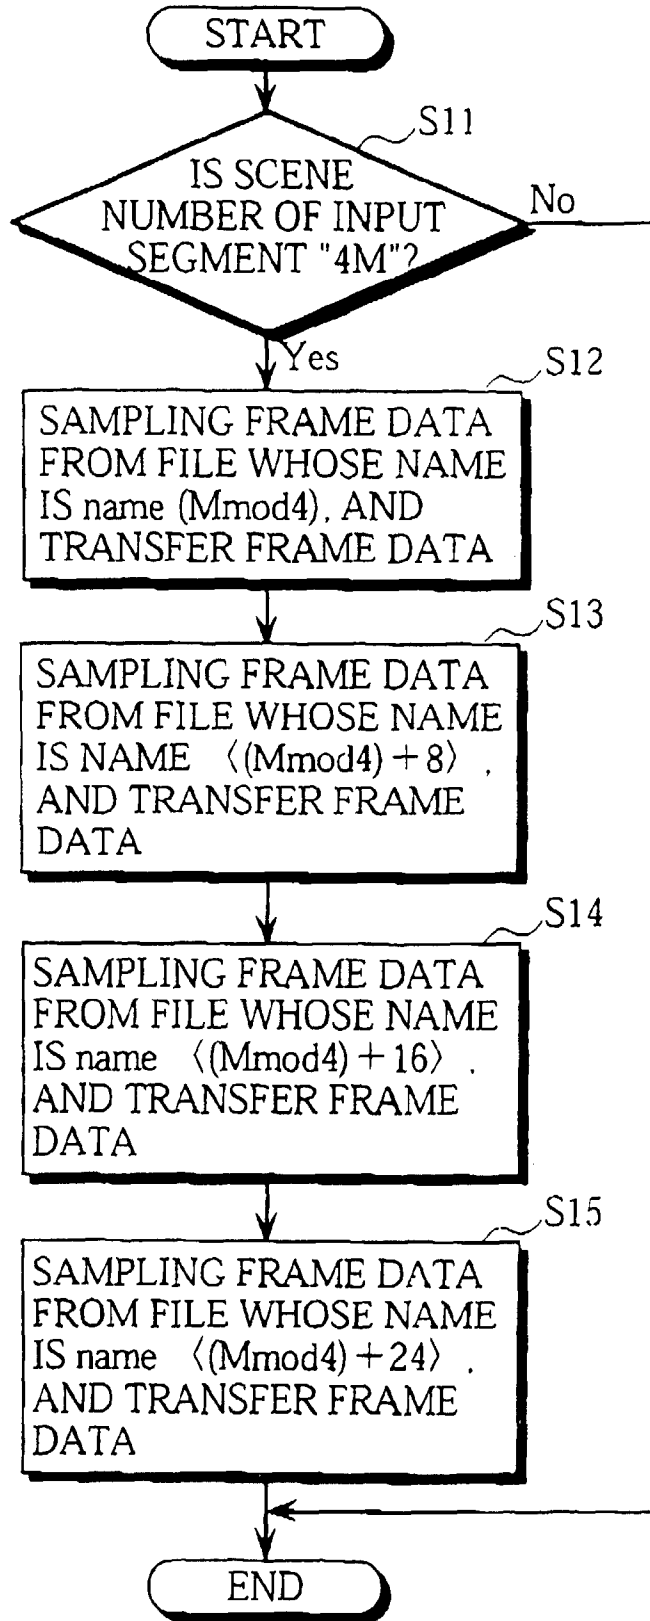 START
S11
IS SCENE
NUMBER OF INPUT
SEGMENT "4M"?
No
Yes
S12
SAMPLING FRAME DATA
FROM FILE WHOSE NAME
IS name (Mmod4), AND
TRANSFER FRAME DATA
S13
SAMPLING FRAME DATA
FROM FILE WHOSE NAME
IS NAME 〈(Mmod4)+8〉,
AND TRANSFER FRAME
DATA
S14
SAMPLING FRAME DATA
FROM FILE WHOSE NAME
IS name 〈(Mmod4)+16〉,
AND TRANSFER FRAME
DATA
S15
SAMPLING FRAME DATA
FROM FILE WHOSE NAME
IS name 〈(Mmod4)+24〉,
AND TRANSFER FRAME
DATA
END